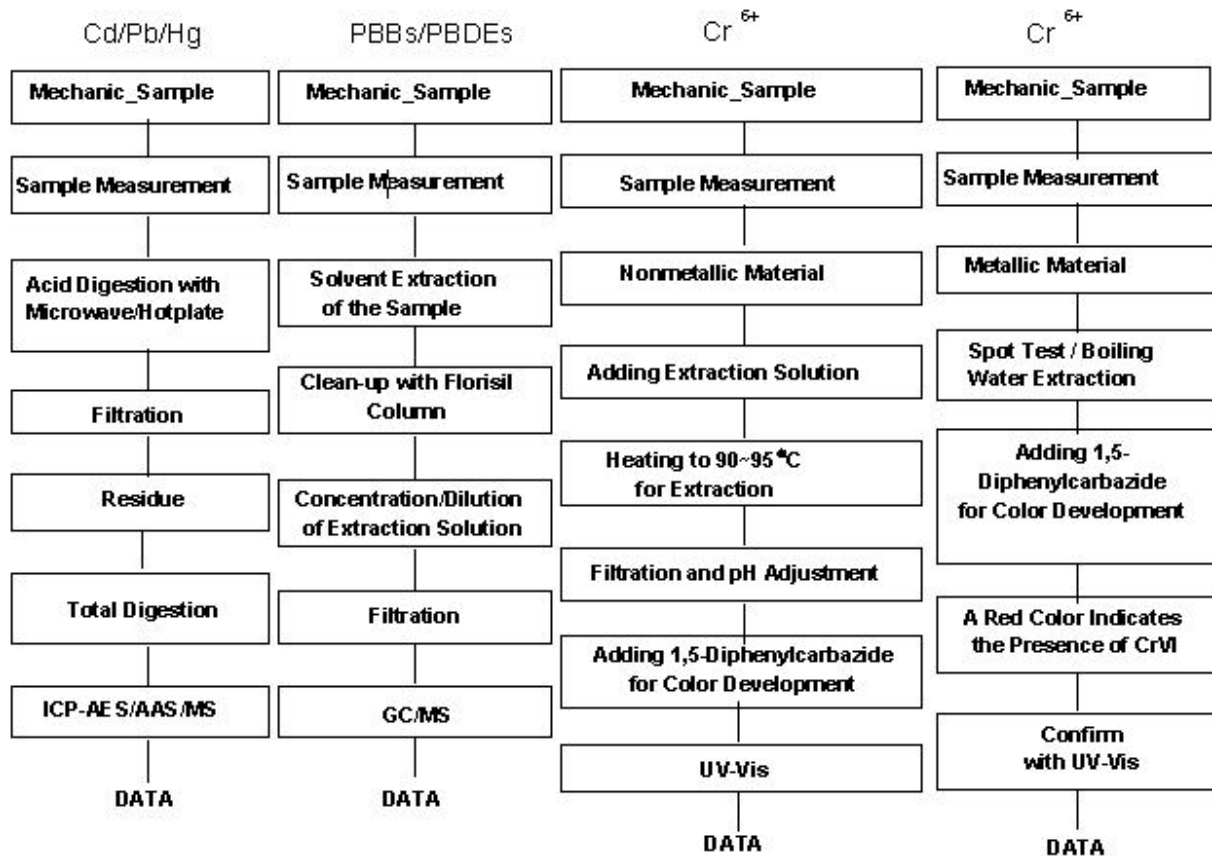 Cd/Pb/Hg
Mechanic_Sample
Sample Measurement
Acid Digestion with
Microwave/Hotplate
Filtration
Residue
Total Digestion
ICP-AES/AAS/MS
DATA
PBBs/PBDEs
Mechanic_Sample
Sample Measurement
Solvent Extraction
of the Sample
Clean-up with Florisil
Column
Concentration/Dilution
of Extraction Solution
Filtration
GC/MS
DATA
Cr 6+
Mechanic_Sample
Sample Measurement
Nonmetallic Material
Adding Extraction Solution
Heating to 90~95°C
for Extraction
Filtration and pH Adjustment
Adding 1,5-Diphenylcarbazide
for Color Development
UV-Vis
DATA
Cr 6+
Mechanic_Sample
Sample Measurement
Metallic Material
Spot Test / Boiling
Water Extraction
Adding 1,5-
Diphenylcarbazide
for Color Development
A Red Color Indicates
the Presence of CrVI
Confirm
with UV-Vis
DATA